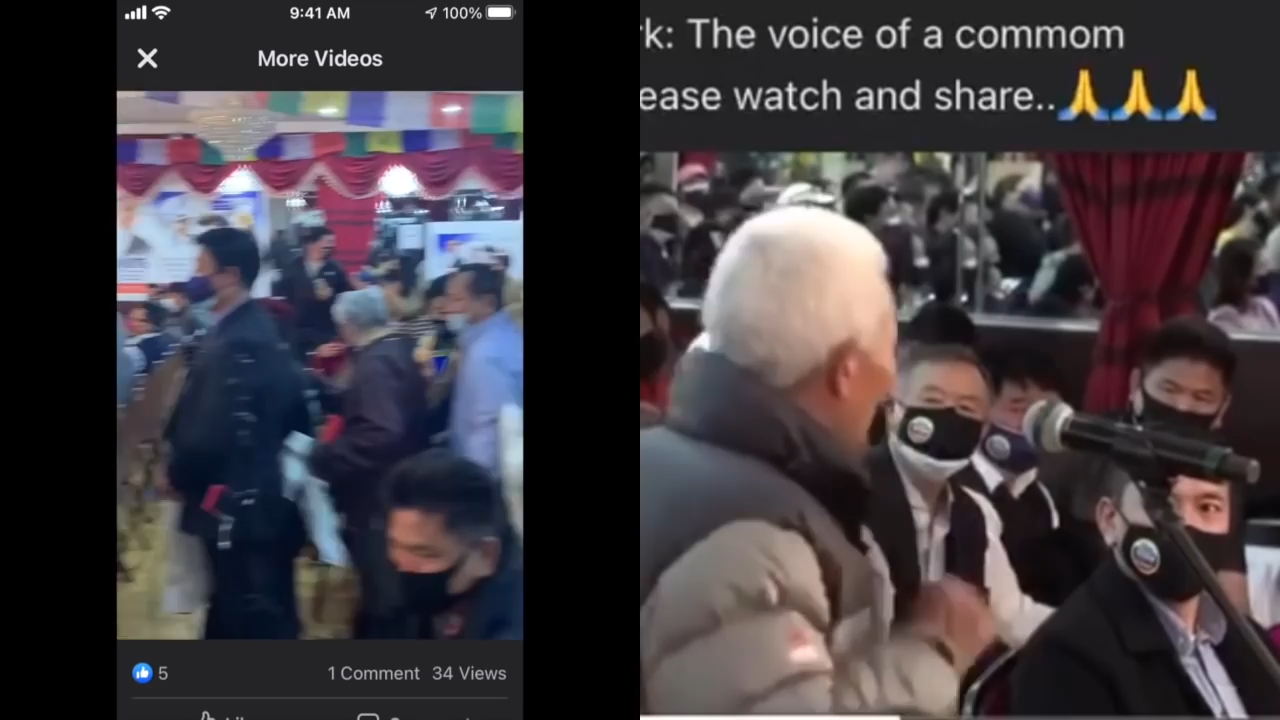 9:41 AM
100%
More Videos
5
1 Comment 34 Views
rk: The voice of a commom
ease watch and share..🙏🙏🙏